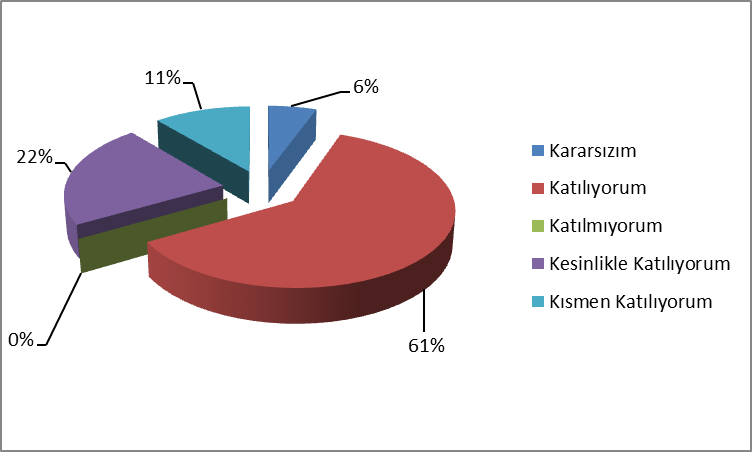 11%
6%
22%
0%
61%
Kararsızım
Katılıyorum
Katılmıyorum
Kesinlikle Katılıyorum
Kısmen Katılıyorum